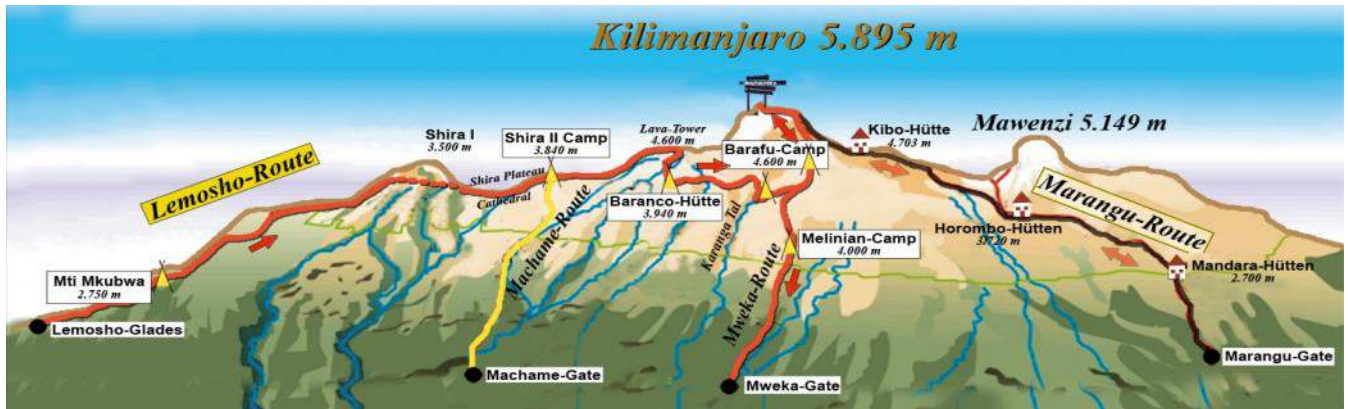 Kilimanjaro 5.895 m
Mawenzi 5.149 m
Lemosho-Route
Shira I
3.500 m
Shira II Camp
3.840 m
Lava-Tower
4.600 m
Barafu-Camp
4.600 m
Kibo-Hütte
4.703 m
Marangu-Route
Shira Plateau
Cathedral
Machame-Route
Baranco-Hütte
3.940 m
Karanga Tal
Horombo-Hütten
3.720 m
Melinian-Camp
4.000 m
Mweka-Route
Mandara-Hütten
2.700 m
Mti Mkubwa
2.750 m
Lemosho-Glades
Machame-Gate
Mweka-Gate
Marangu-Gate